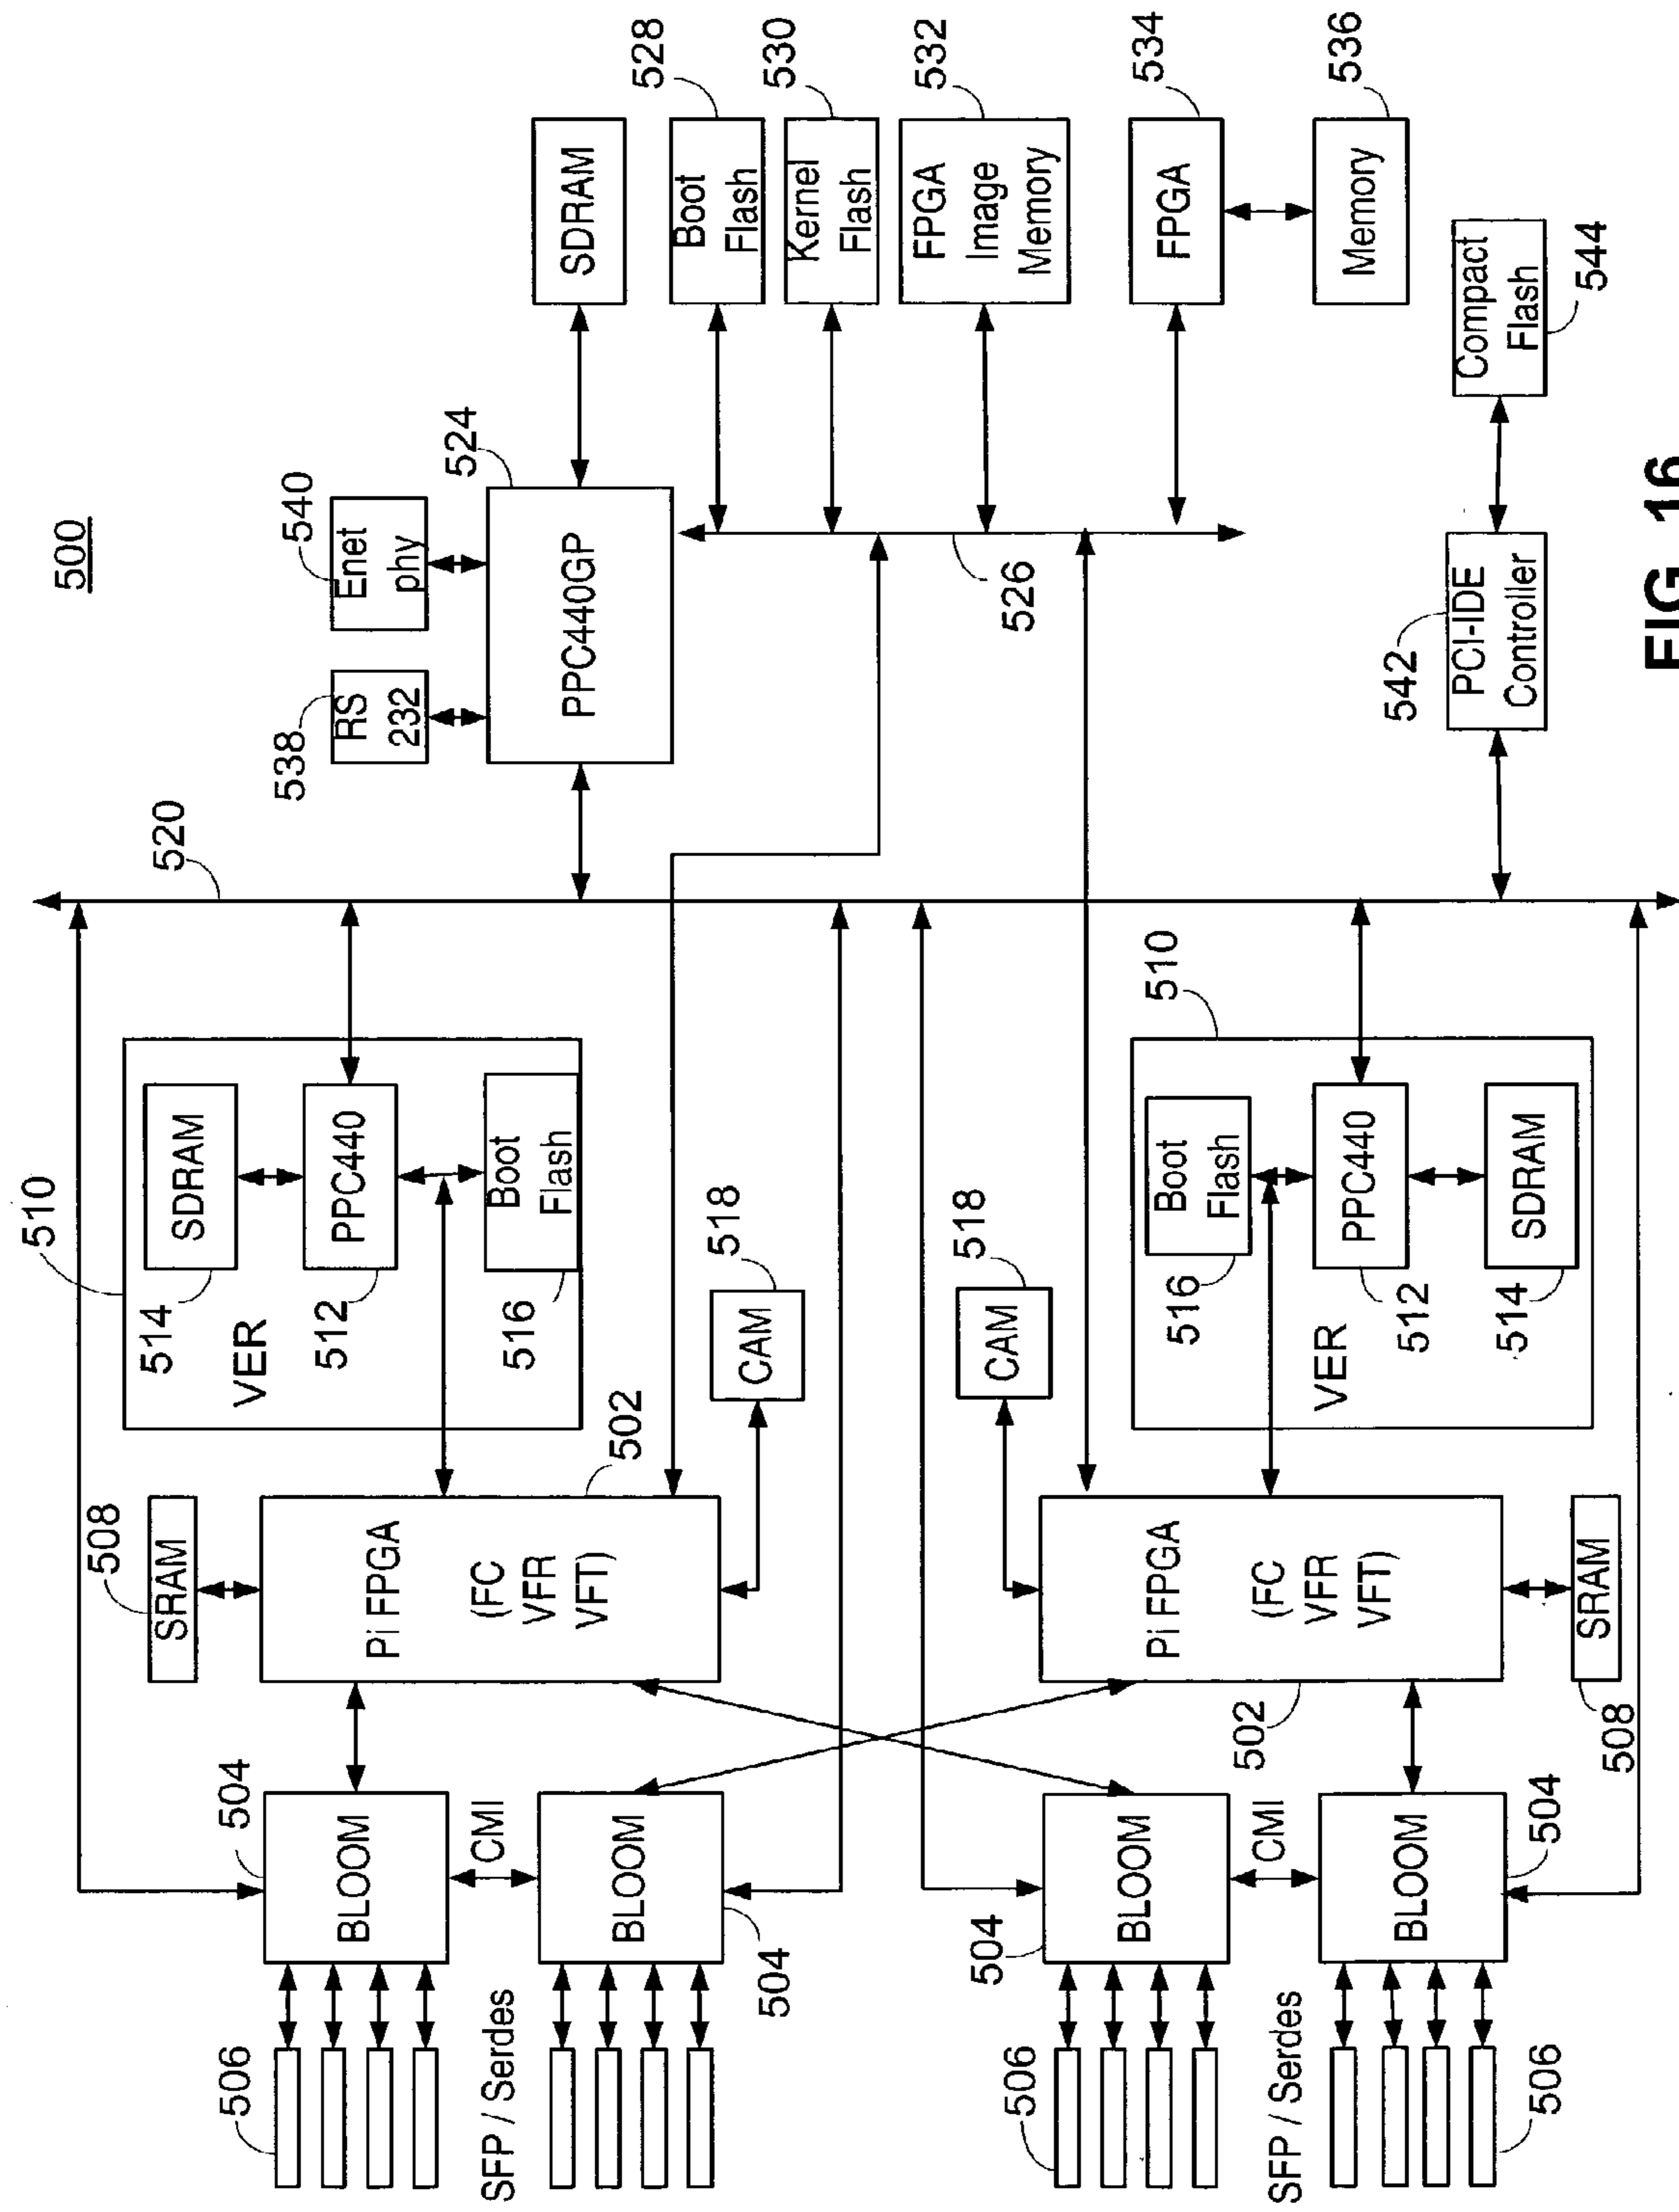 500
528
530
532
534
536
SDRAM
Boot
Flash
Kernel
Flash
FPGA
Image
Memory
FPGA
Memory
540
Enet
phy
538
RS
232
524
PPC440GP
526
542
PCI-IDE
Controller
Compact
Flash
544
FIG. 16
520
510
SDRAM
514
PPC440
512
Boot
Flash
516
VER
518
CAM
518
CAM
510
Boot
Flash
516
PPC440
512
SDRAM
514
VER
508
SRAM
502
Pi FPGA
(FC
VFR
VFT)
Pi FPGA
(FC
VFR
VFT)
502
SRAM
508
504
BLOOM
CMI
BLOOM
504
504
BLOOM
CMI
BLOOM
504
506
SFP / Serdes
506
SFP / Serdes
506